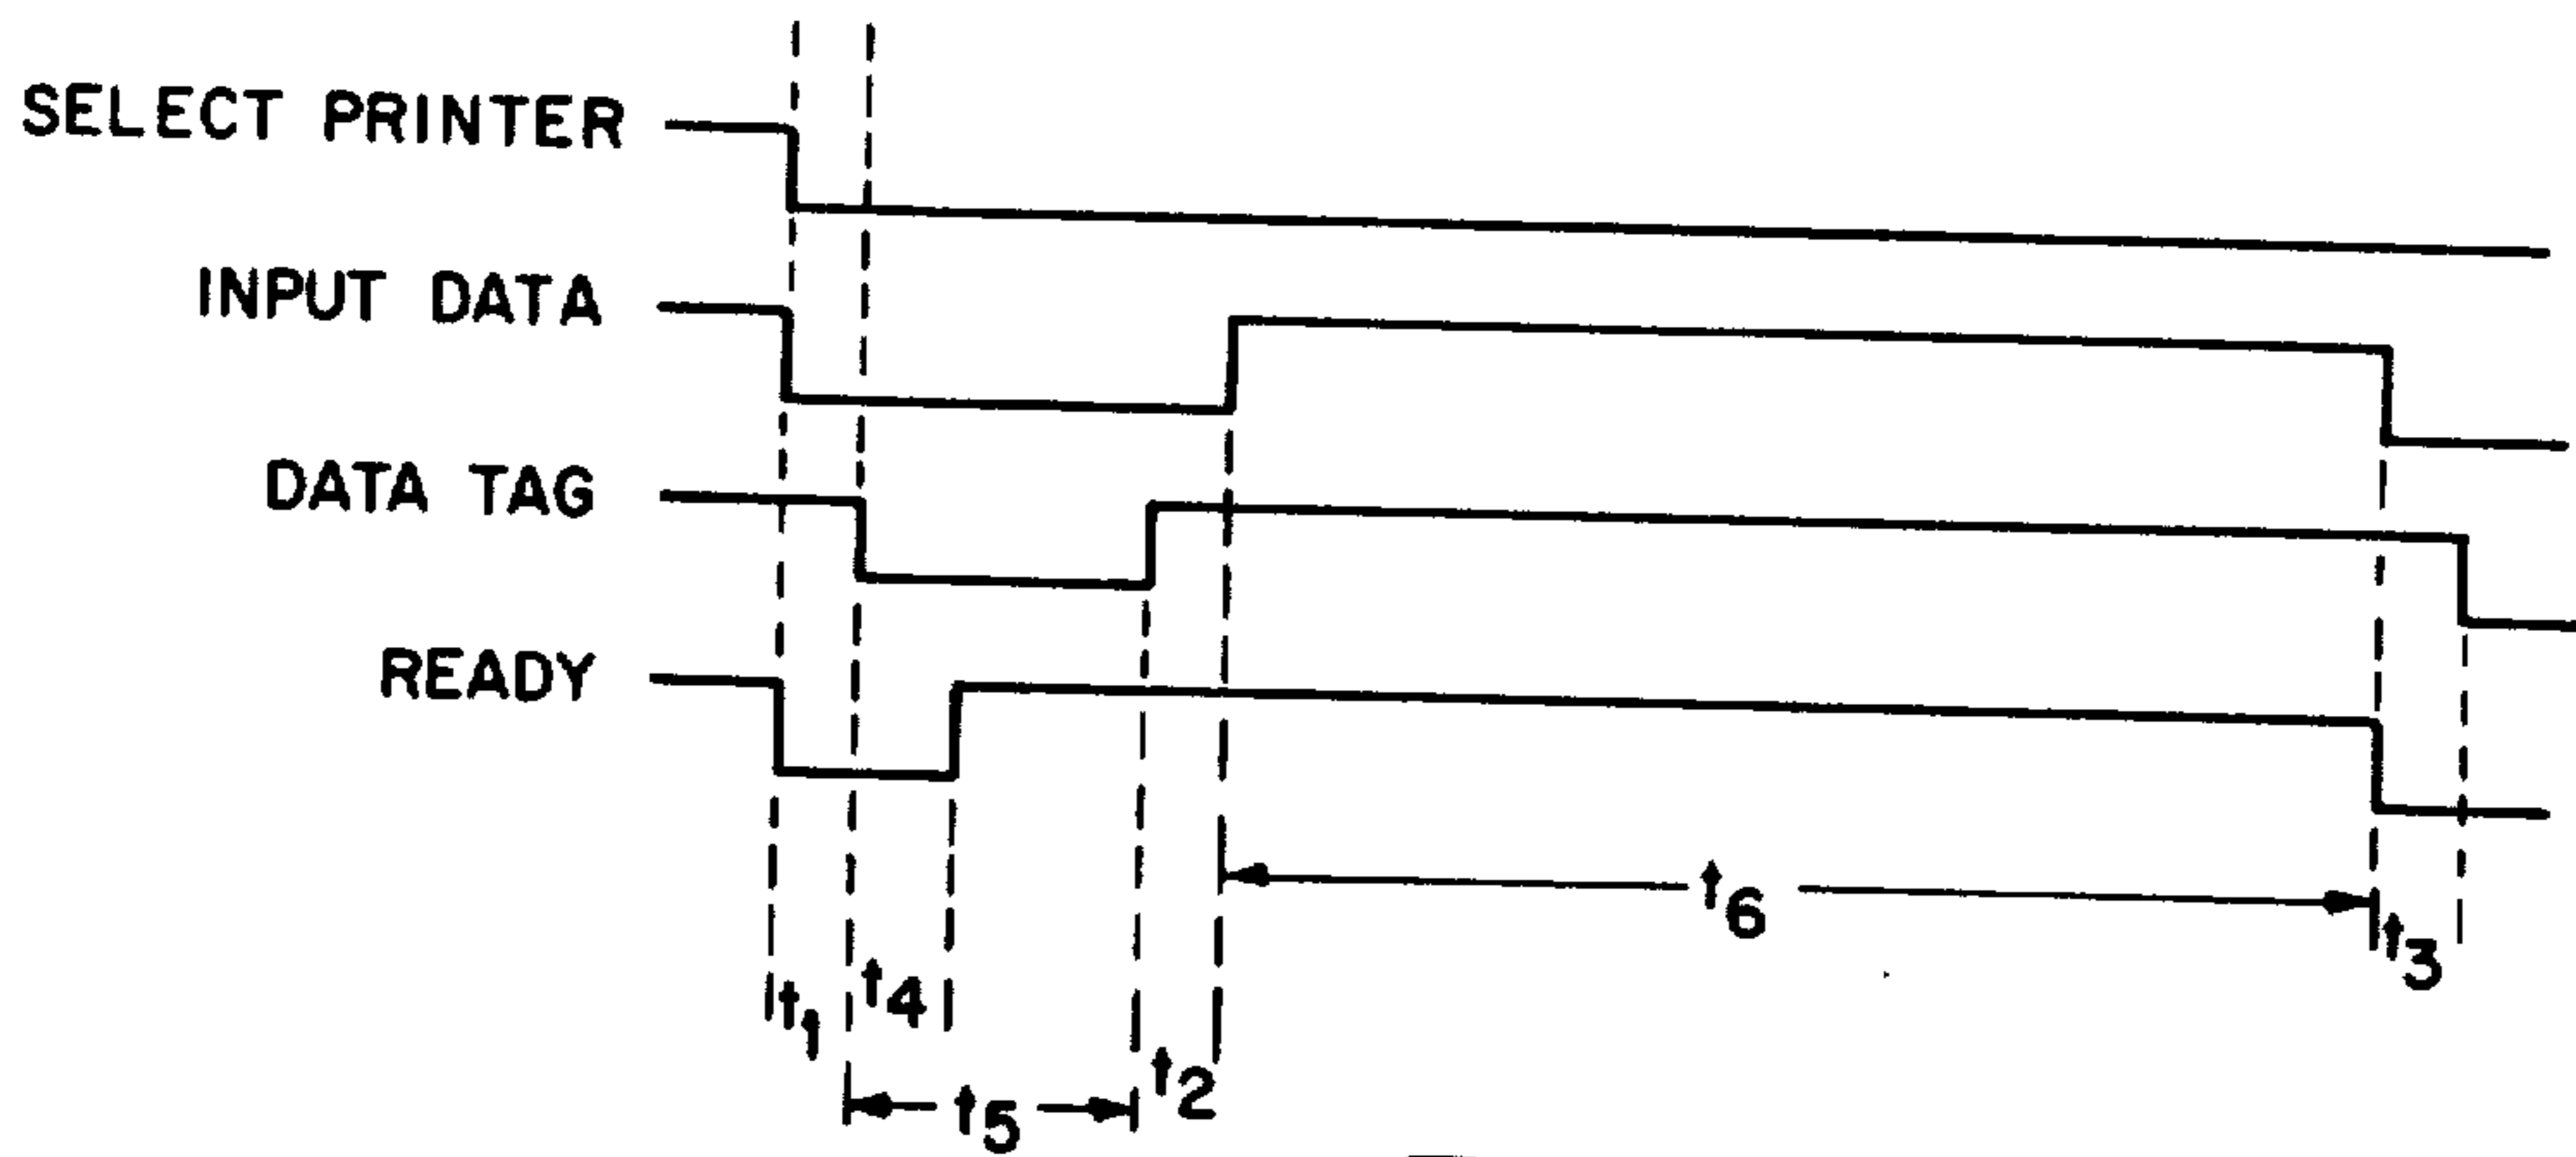 SELECT PRINTER
INPUT DATA
DATA TAG
READY
t6
t3
t4
t1
t2
t5